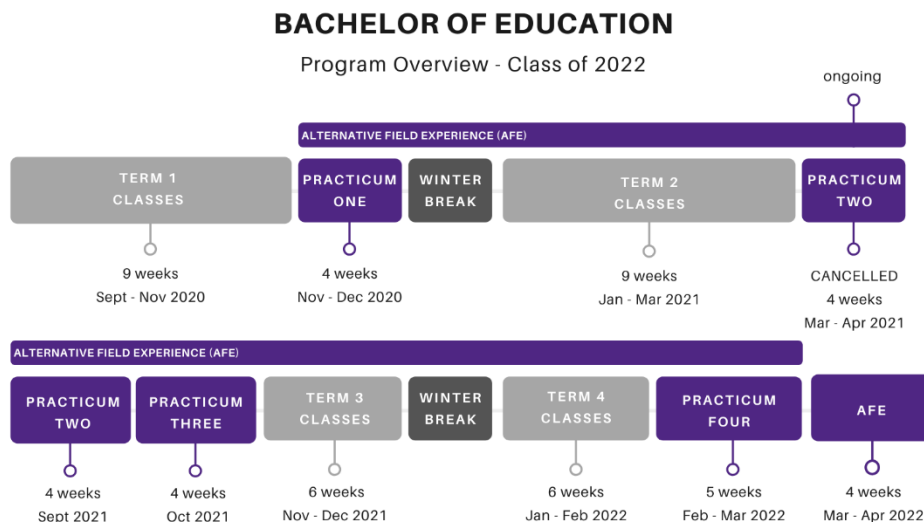 BACHELOR OF EDUCATION
Program Overview - Class of 2022
ongoing
ALTERNATIVE FIELD EXPERIENCE (AFE)
TERM 1
CLASSES
PRACTICUM
ONE
WINTER
BREAK
TERM 2
CLASSES
PRACTICUM
TWO
9 weeks
Sept - Nov 2020
4 weeks
Nov - Dec 2020
9 weeks
Jan - Mar 2021
CANCELLED
4 weeks
Mar - Apr 2021
ALTERNATIVE FIELD EXPERIENCE (AFE)
PRACTICUM
TWO
PRACTICUM
THREE
TERM 3
CLASSES
WINTER
BREAK
TERM 4
CLASSES
PRACTICUM
FOUR
AFE
4 weeks
Sept 2021
4 weeks
Oct 2021
6 weeks
Nov - Dec 2021
6 weeks
Jan - Feb 2022
5 weeks
Feb - Mar 2022
4 weeks
Mar - Apr 2022